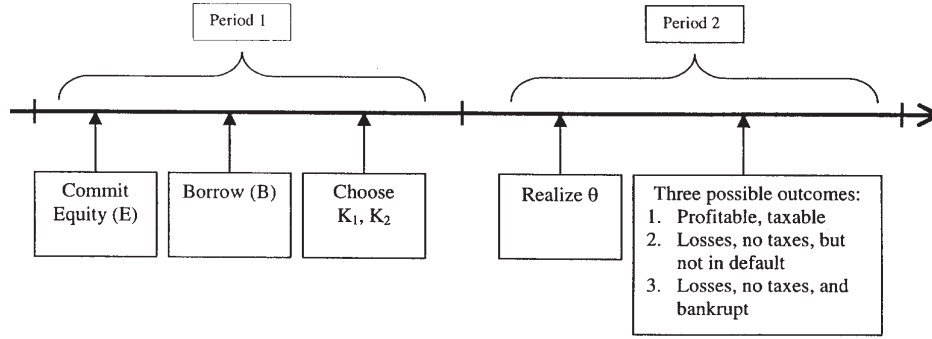 Period 1
Period 2
Commit
Equity (E)
Borrow (B)
Choose
K₁, K₂
Realize θ
Three possible outcomes:
1. Profitable, taxable
2. Losses, no taxes, but
not in default
3. Losses, no taxes, and
bankrupt